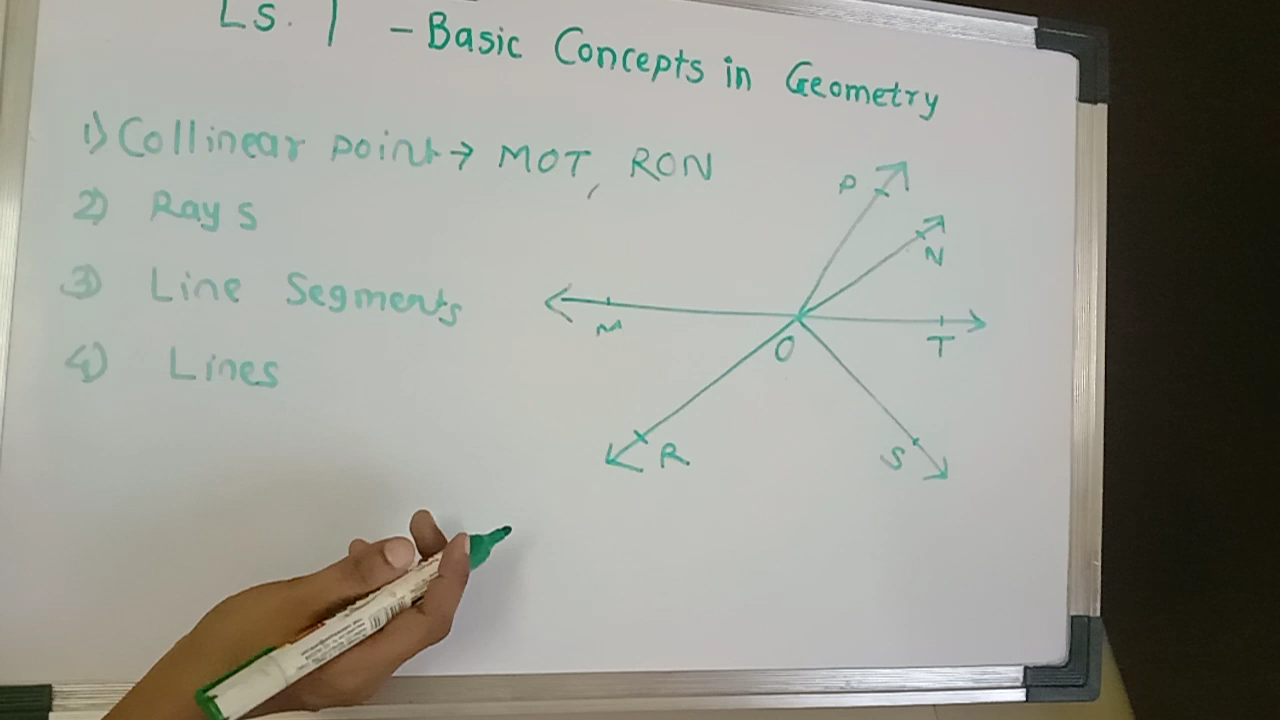 Ls. 1 - Basic Concepts in Geometry
1) Collinear point → MOT, RON
2) Rays
3) Line Segments
4) Lines
P
N
M
O
T
R
S